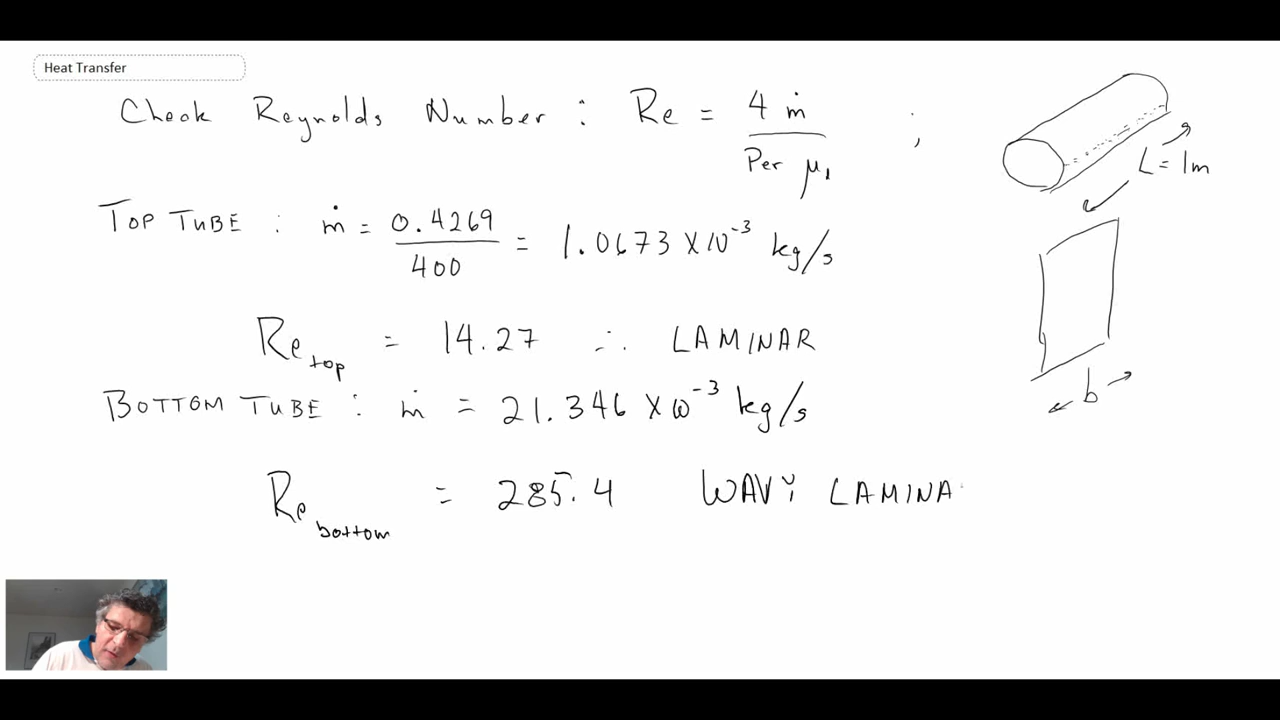 Heat Transfer
Check Reynolds Number : Re = 4 ṁ / Per μ₁ ;
L = 1m
TOP TUBE : ṁ = 0.4269 / 400 = 1.0673 X 10⁻³ kg/s
Re top = 14.27 ∴ LAMINAR
b
BOTTOM TUBE : ṁ = 21.346 X 10⁻³ kg/s
Re bottom = 285.4 WAVY LAMINA